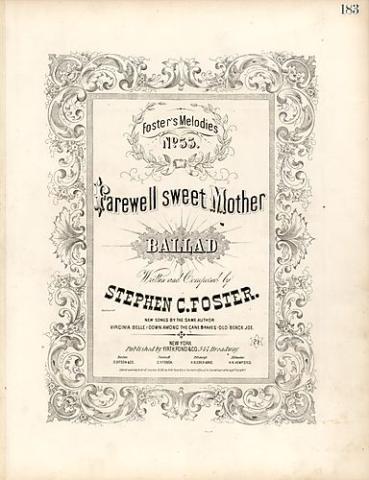 183
Foster's Melodies
No. 55.
Farewell sweet Mother
BALLAD
Written and Composed by
STEPHEN C. FOSTER.
NEW SONGS BY THE SAME AUTHOR
VIRGINIA BELLE / DOWN AMONG THE CANE BRAKES / OLD BLACK JOE.
NEW YORK
Published by FIRTH, POND & CO. 547 Broadway